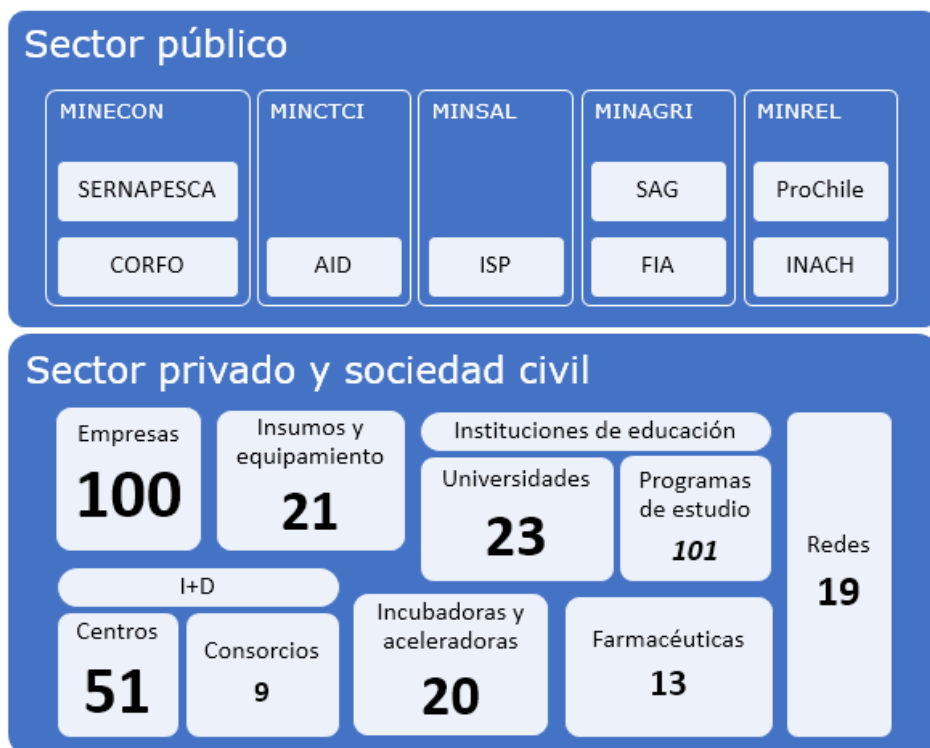 Sector público
MINECON
MINCTCI
MINSAL
MINAGRI
MINREL
SERNAPESCA
SAG
ProChile
CORFO
AID
ISP
FIA
INACH
Sector privado y sociedad civil
Empresas
100
Insumos y
equipamiento
21
Instituciones de educación
Universidades
23
Programas
de estudio
101
Redes
19
I+D
Centros
51
Consorcios
9
Incubadoras y
aceleradoras
20
Farmacéuticas
13